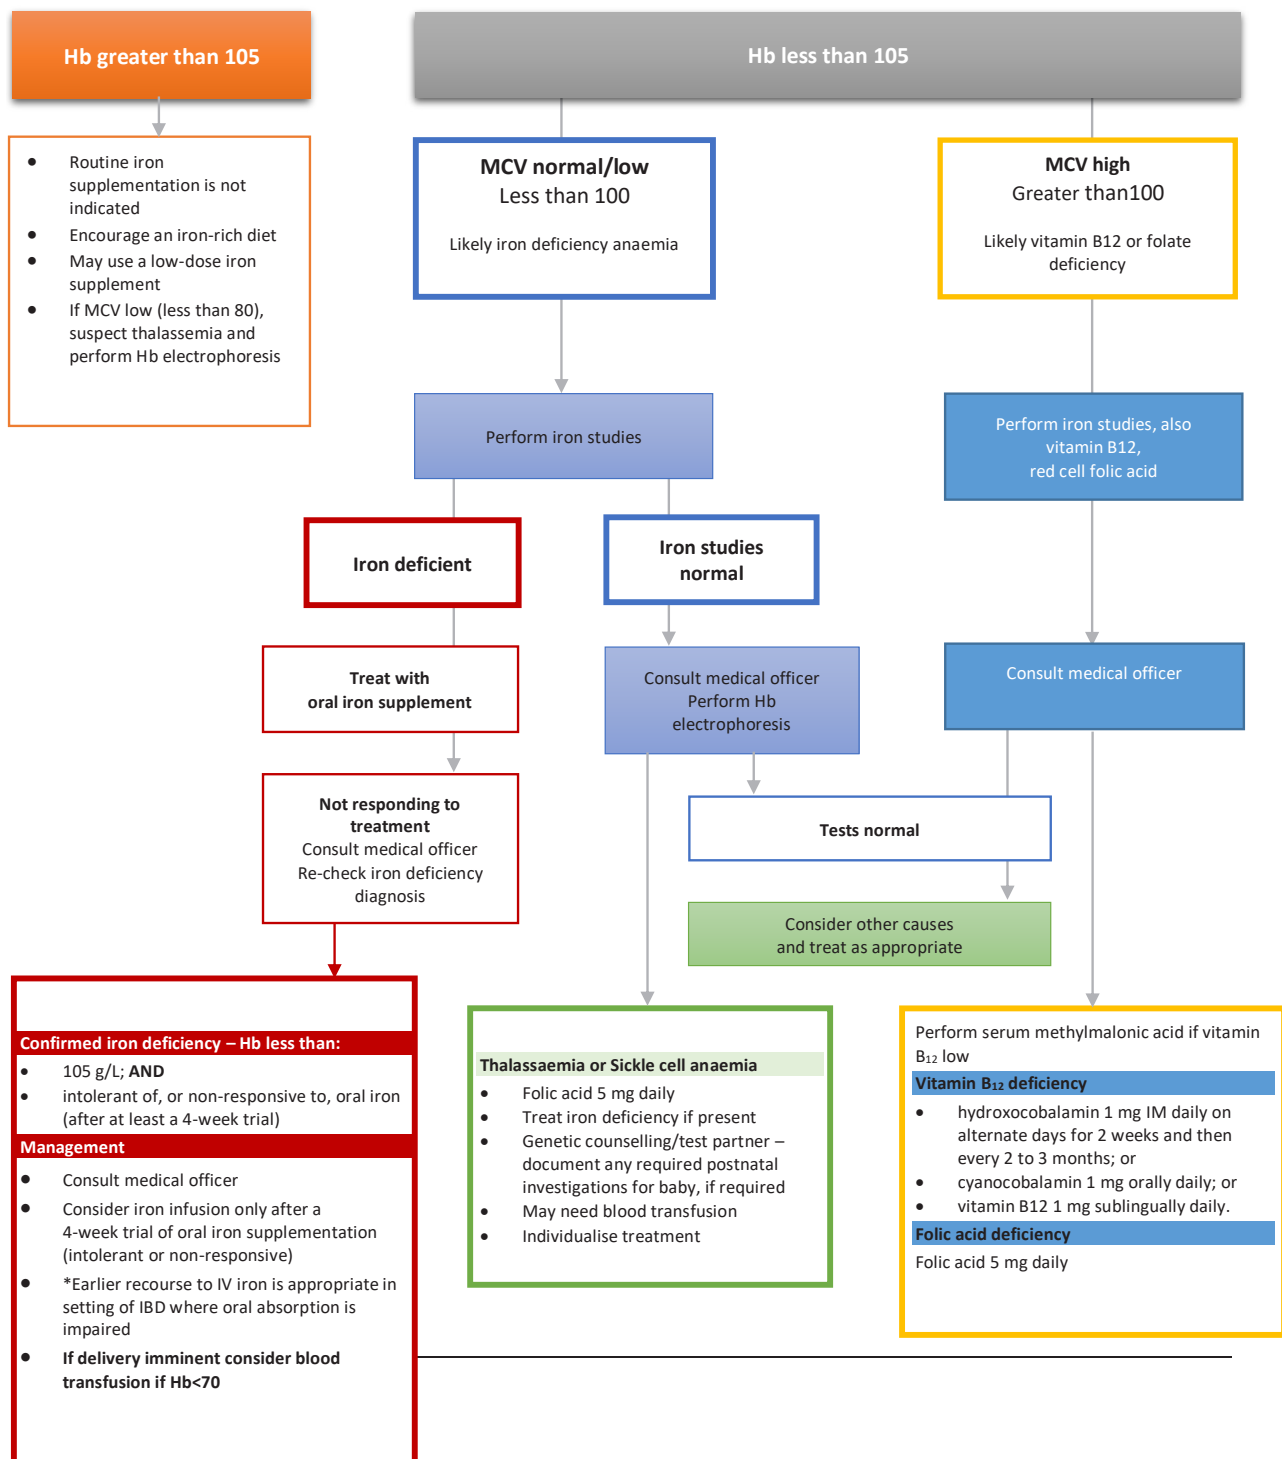 Hb greater than 105
Hb less than 105
• Routine iron
supplementation is not
indicated
• Encourage an iron-rich diet
• May use a low-dose iron
supplement
• If MCV low (less than 80),
suspect thalassemia and
perform Hb electrophoresis
MCV normal/low
Less than 100
Likely iron deficiency anaemia
MCV high
Greater than100
Likely vitamin B12 or folate
deficiency
Perform iron studies
Perform iron studies, also
vitamin B12,
red cell folic acid
Iron deficient
Iron studies
normal
Treat with
oral iron supplement
Consult medical officer
Perform Hb
electrophoresis
Consult medical officer
Not responding to
treatment
Consult medical officer
Re-check iron deficiency
diagnosis
Tests normal
Consider other causes
and treat as appropriate
Confirmed iron deficiency – Hb less than:
• 105 g/L; AND
• intolerant of, or non-responsive to, oral iron
(after at least a 4-week trial)
Management
• Consult medical officer
• Consider iron infusion only after a
4-week trial of oral iron supplementation
(intolerant or non-responsive)
• *Earlier recourse to IV iron is appropriate in
setting of IBD where oral absorption is
impaired
• If delivery imminent consider blood
transfusion if Hb<70
Thalassaemia or Sickle cell anaemia
• Folic acid 5 mg daily
• Treat iron deficiency if present
• Genetic counselling/test partner –
document any required postnatal
investigations for baby, if required
• May need blood transfusion
• Individualise treatment
Perform serum methylmalonic acid if vitamin
B₁₂ low
Vitamin B₁₂ deficiency
• hydroxocobalamin 1 mg IM daily on
alternate days for 2 weeks and then
every 2 to 3 months; or
• cyanocobalamin 1 mg orally daily; or
• vitamin B12 1 mg sublingually daily.
Folic acid deficiency
Folic acid 5 mg daily